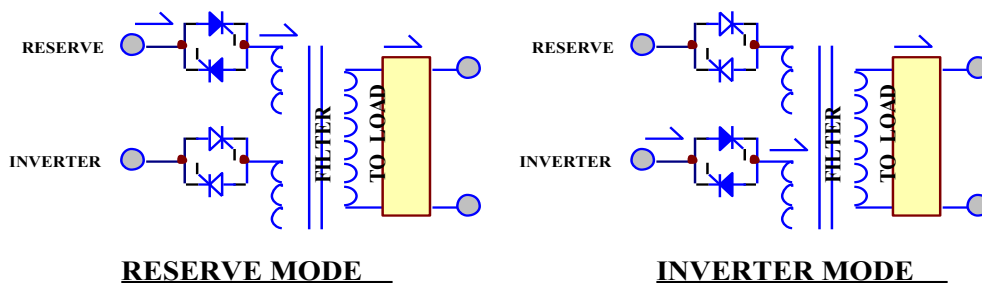 RESERVE
INVERTER
FILTER
TO LOAD
RESERVE MODE
RESERVE
INVERTER
FILTER
TO LOAD
INVERTER MODE